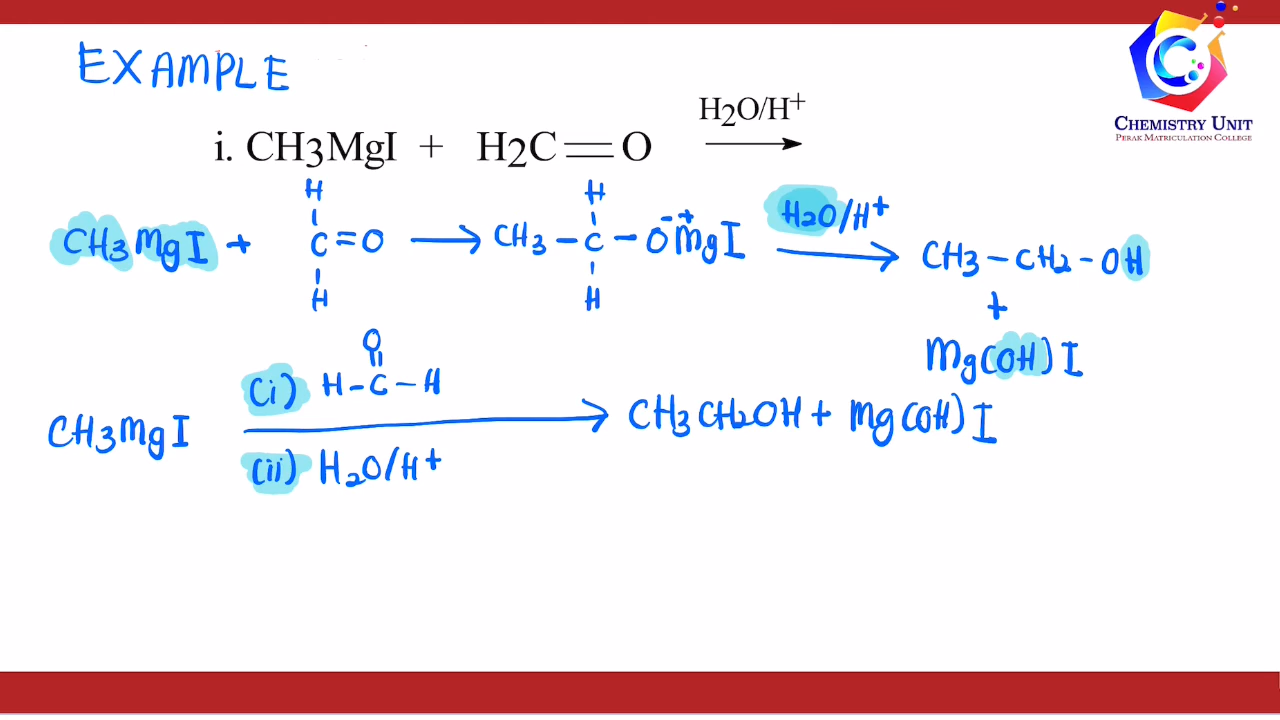 EXAMPLE
CHEMISTRY UNIT
PERAK MATRICULATION COLLEGE
H2O/H+
i. CH3MgI + H2C=O
H
H
CH3MgI + C=O → CH3-C-O-+MgI H2O/H+ → CH3-CH2-OH
H
H
+
Mg(OH)I
O
(i) H-C-H
CH3MgI → CH3CH2OH + Mg(OH)I
(ii) H2O/H+